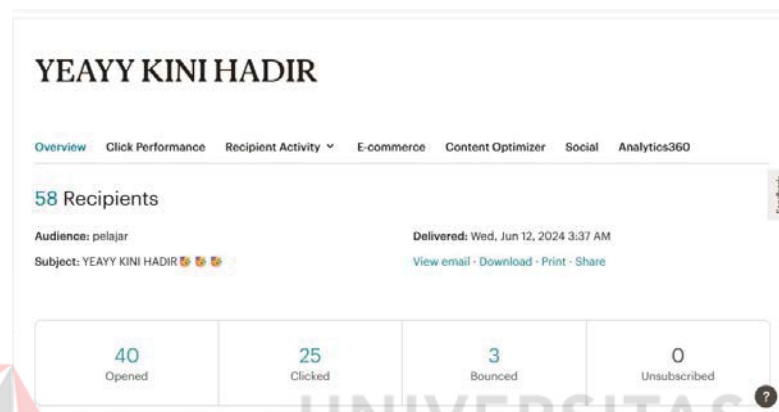 YEAYY KINI HADIR
Overview Click Performance Recipient Activity E-commerce Content Optimizer Social Analytics360
58 Recipients
Audience: pelajar Delivered: Wed, Jun 12, 2024 3:37 AM
Subject: YEAYY KINI HADIR🎉🎉🎉 View email · Download · Print · Share
40 25 3 0
Opened Clicked Bounced Unsubscribed
?
UNIVERSITAS